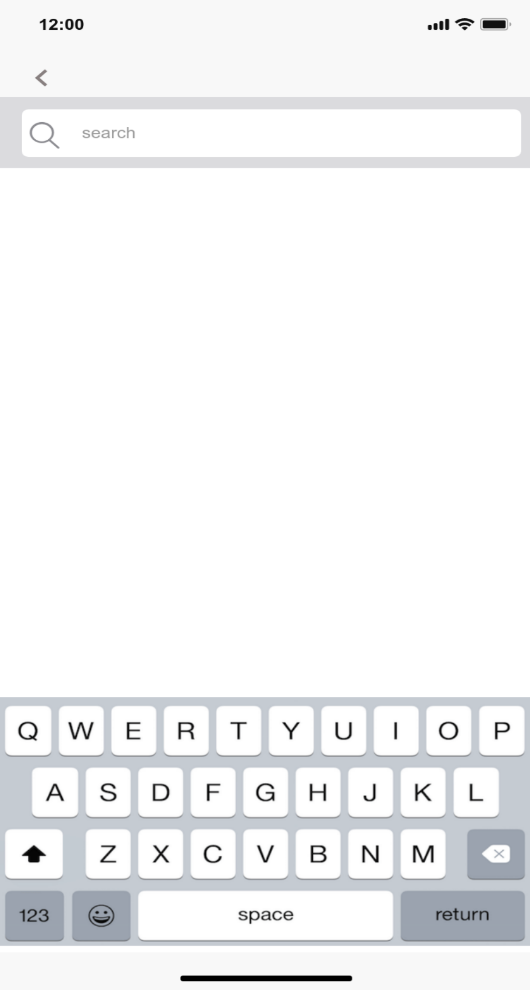 12:00
search
Q W E R T Y U I O P
A S D F G H J K L
Z X C V B N M
123 space return